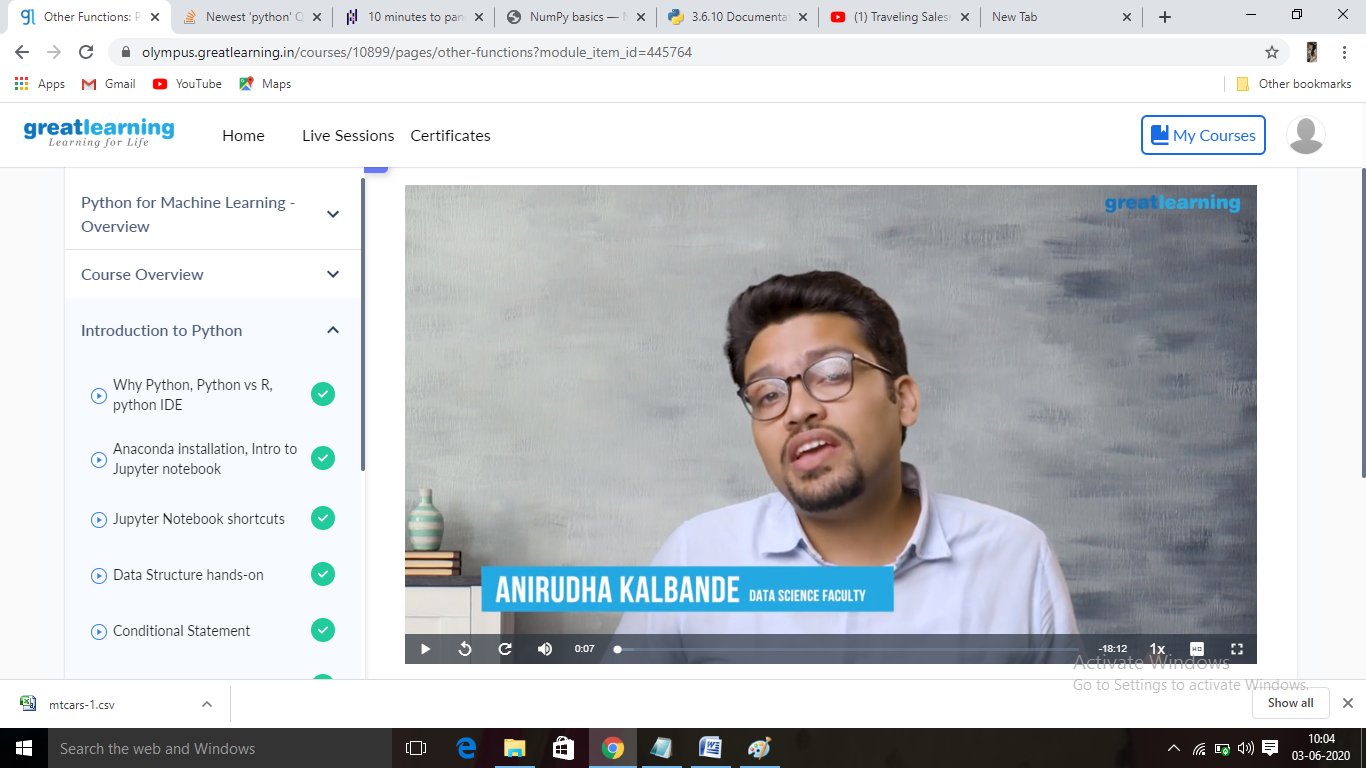 Other Functions: P
Newest 'python' Q
10 minutes to pan
NumPy basics — N
3.6.10 Documentat
(1) Traveling Sales
New Tab
olympus.greatlearning.in/courses/10899/pages/other-functions?module_item_id=445764
Apps
Gmail
YouTube
Maps
Other bookmarks
greatlearning
Learning for Life
Home
Live Sessions
Certificates
My Courses
Python for Machine Learning -
Overview
Course Overview
Introduction to Python
Why Python, Python vs R,
python IDE
Anaconda installation, Intro to
Jupyter notebook
Jupyter Notebook shortcuts
Data Structure hands-on
Conditional Statement
greatlearning
ANIRUDHA KALBANDE DATA SCIENCE FACULTY
0:07
-18:12
1x
HD
Activate Windows
Go to Settings to activate Windows.
mtcars-1.csv
Show all
Search the web and Windows
10:04
03-06-2020